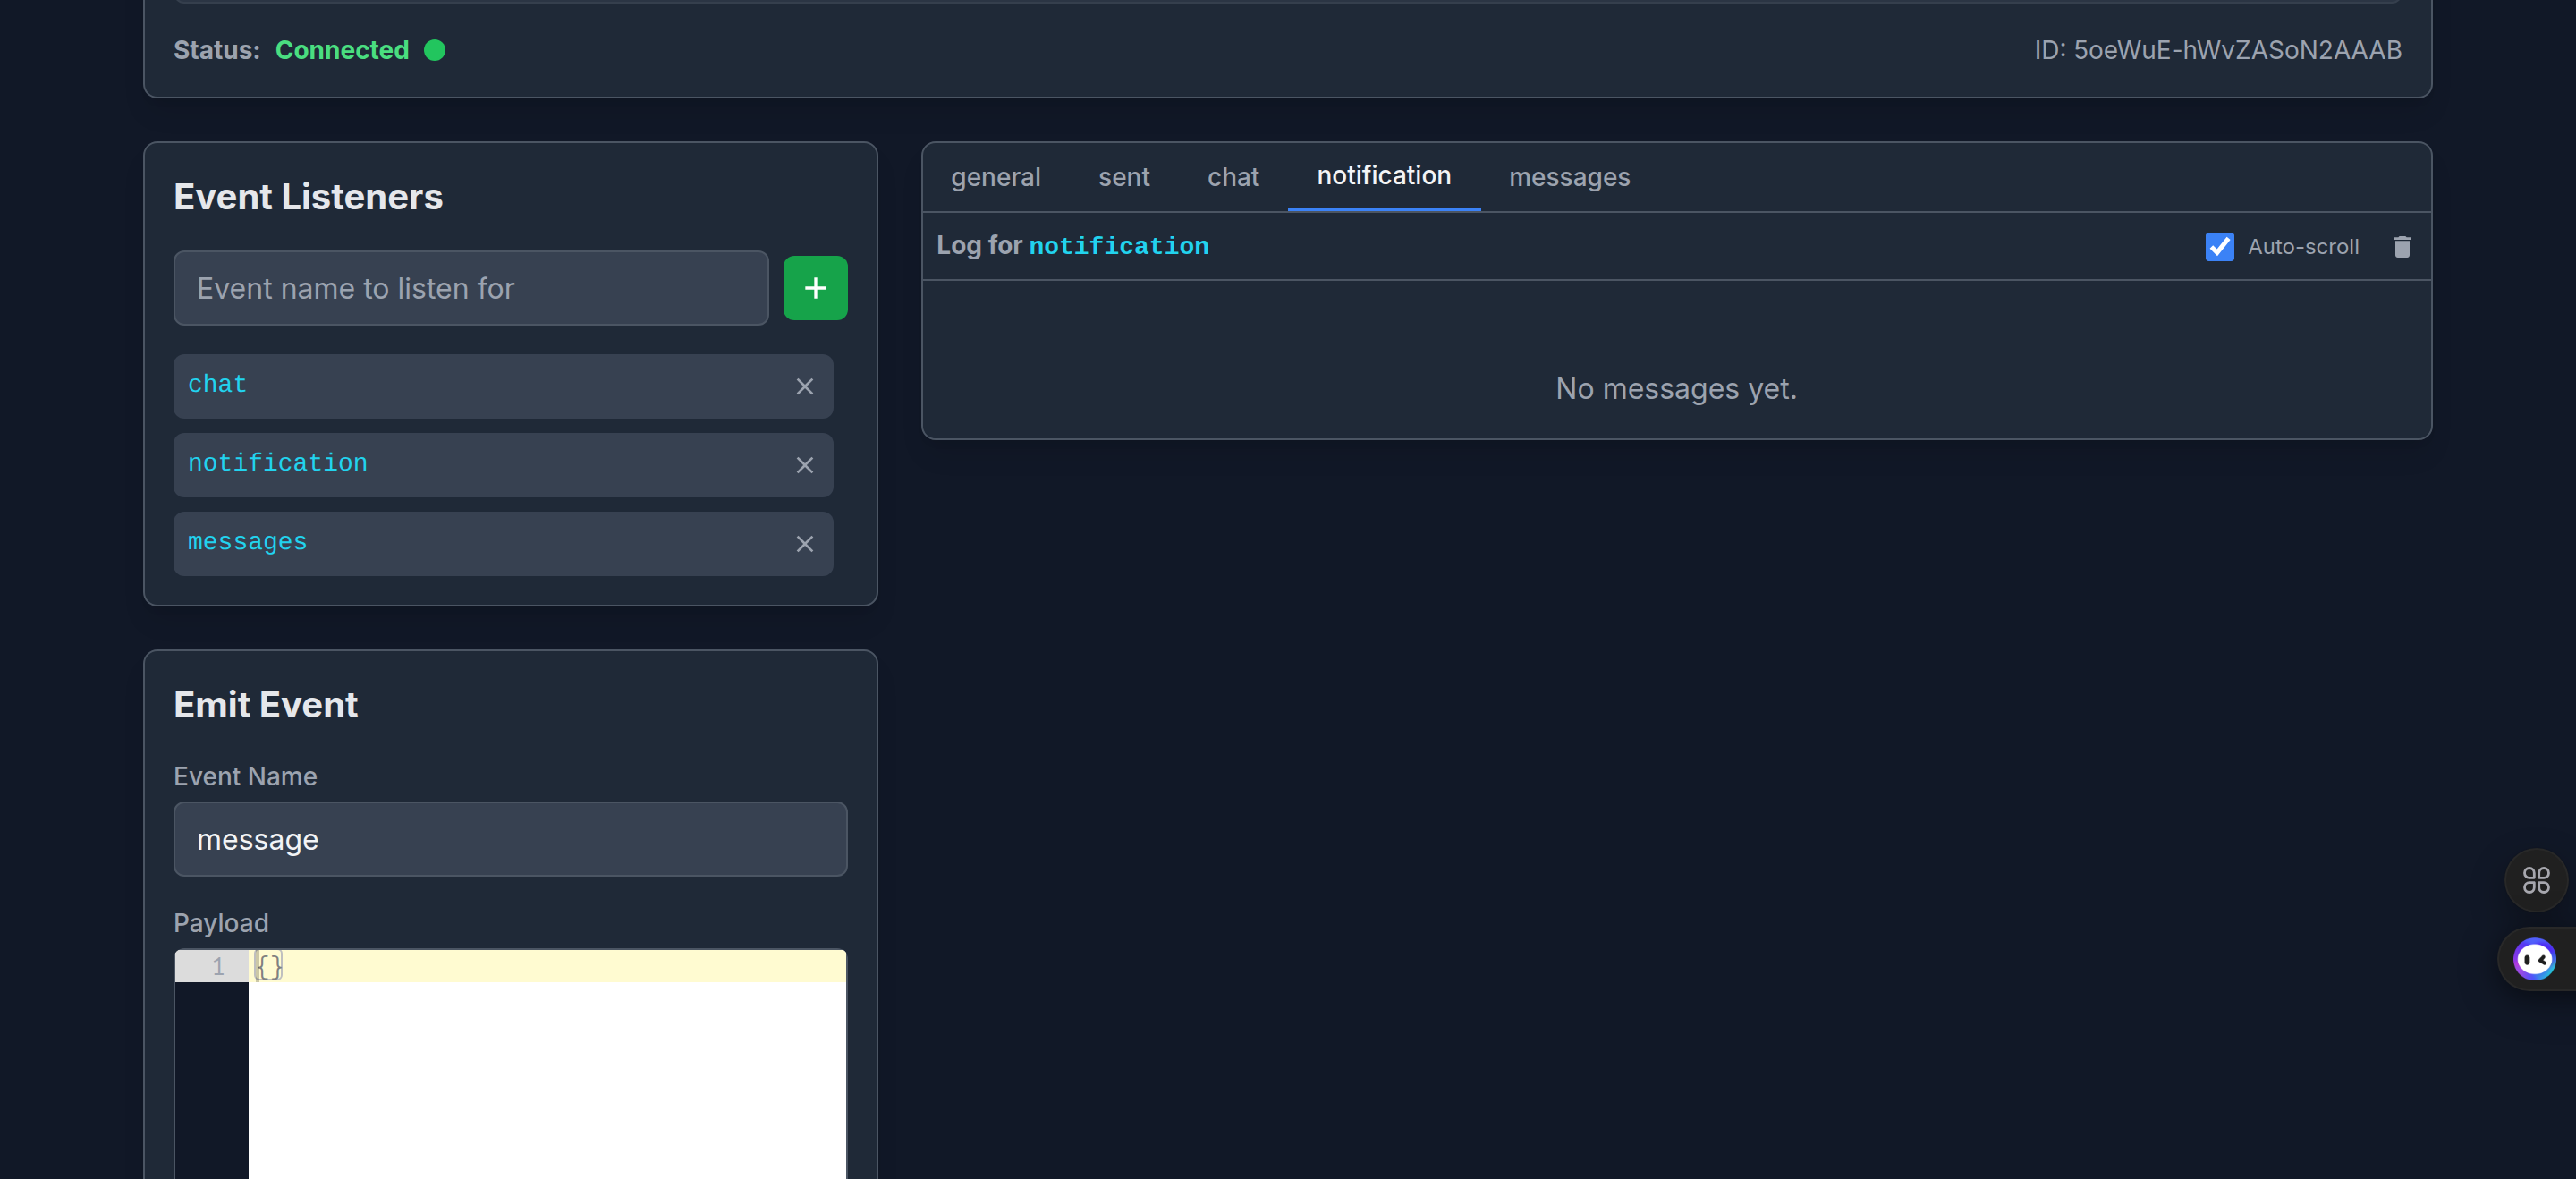 Status: Connected
ID: 5oeWuE-hWvZASoN2AAAB
Event Listeners
Event name to listen for
+
chat
notification
messages
general sent chat notification messages
Log for notification
Auto-scroll
No messages yet.
Emit Event
Event Name
message
Payload
1 {}